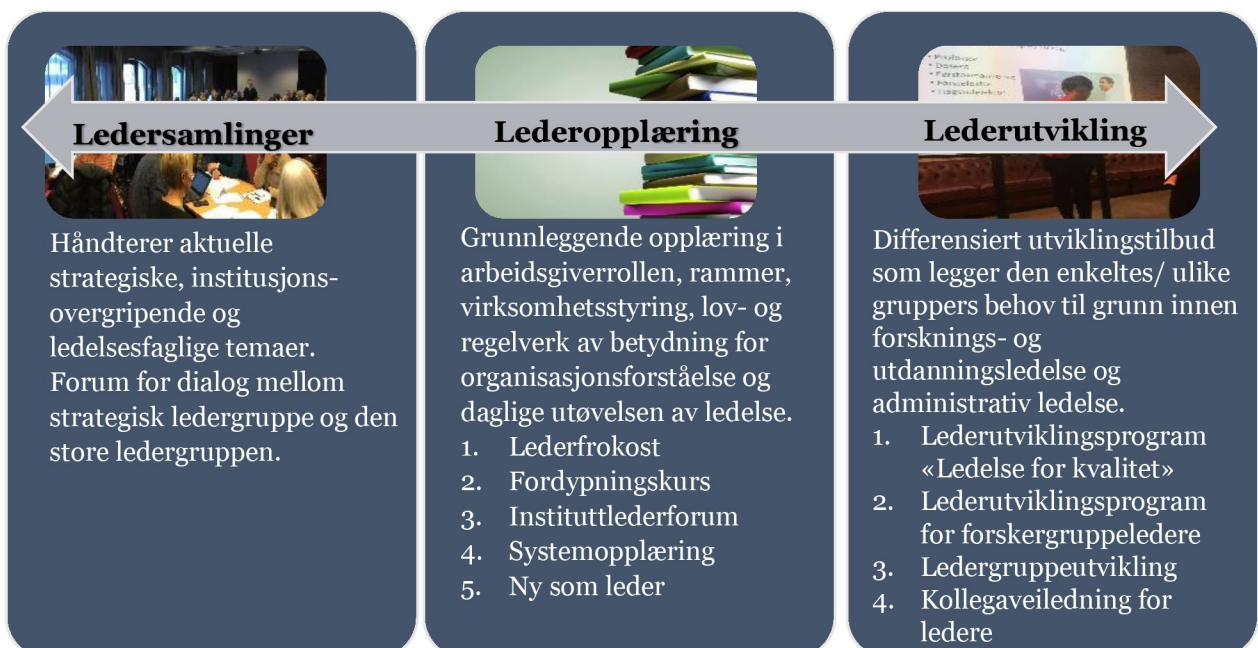 Ledersamlinger
Håndterer aktuelle
strategiske, institusjons-
overgripende og
ledelsesfaglige temaer.
Forum for dialog mellom
strategisk ledergruppe og den
store ledergruppen.
Lederopplæring
Grunnleggende opplæring i
arbeidsgiverrollen, rammer,
virksomhetsstyring, lov- og
regelverk av betydning for
organisasjonsforståelse og
daglige utøvelsen av ledelse.
1. Lederfrokost
2. Fordypningskurs
3. Instituttlederforum
4. Systemopplæring
5. Ny som leder
• Professor
• Dosent
Lederutvikling
Differensiert utviklingstilbud
som legger den enkeltes/ ulike
gruppers behov til grunn innen
forsknings- og
utdanningsledelse og
administrativ ledelse.
1. Lederutviklingsprogram
«Ledelse for kvalitet»
2. Lederutviklingsprogram
for forskergruppeledere
3. Ledergruppeutvikling
4. Kollegaveiledning for
ledere